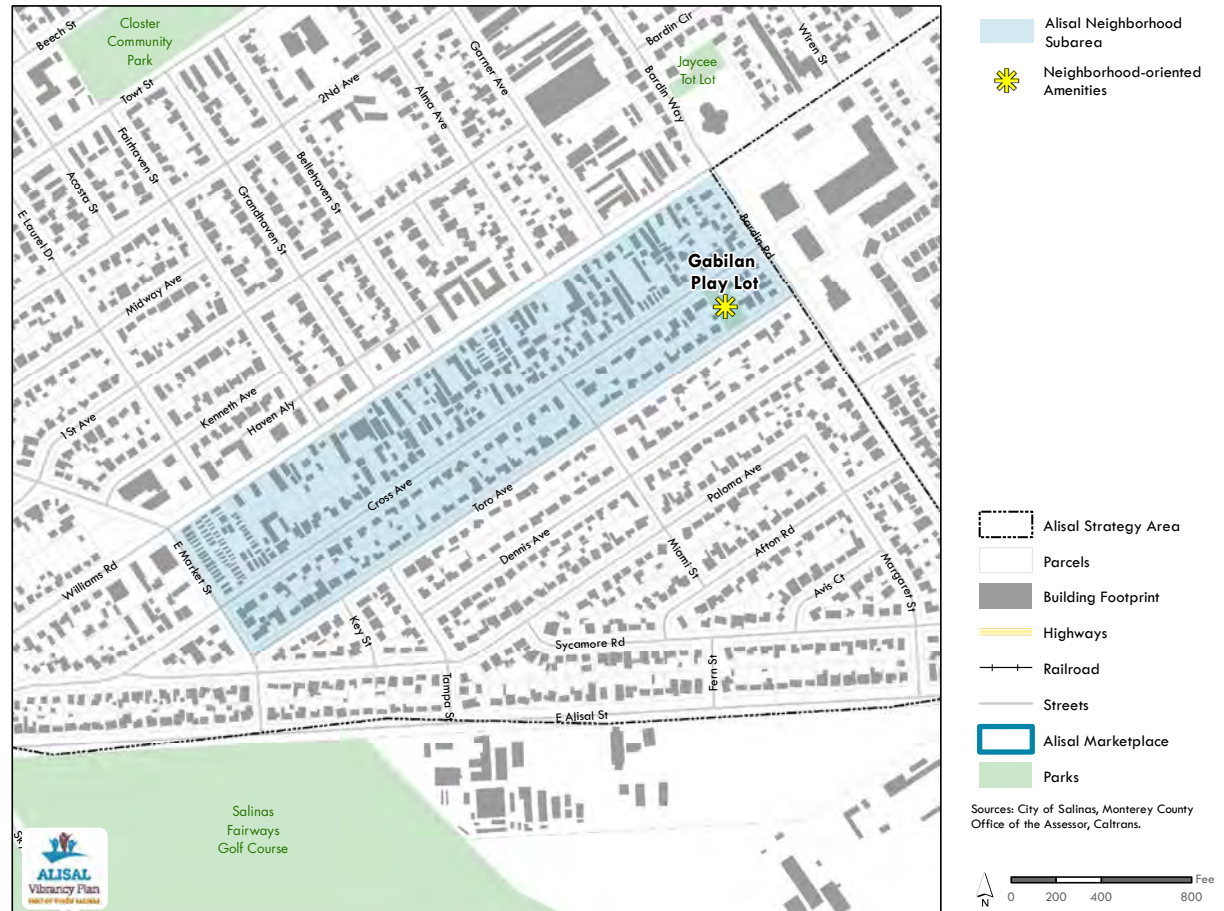 Beech St
Closter
Community
Park
Towt St
2Nd Ave
Alma Ave
Garner Ave
Bardin Cir
Jaycee
Tot Lot
Bardin Way
Wiren St
Fairhaven St
Acosta St
E Laurel Dr
Bellehaven St
Grandhaven St
Midway Ave
Bardin Rd
Gabilan
Play Lot
1St Ave
Kenneth Ave
Haven Aly
Cross Ave
Toro Ave
Dennis Ave
Paloma Ave
Afton Rd
Miami St
Avis Ct
Margaret St
E Market St
Williams Rd
Key St
Sycamore Rd
Tampa St
Fern St
E Alisal St
Salinas
Fairways
Golf Course
ALISAL
Vibrancy Plan
Alisal Neighborhood
Subarea
Neighborhood-oriented
Amenities
Alisal Strategy Area
Parcels
Building Footprint
Highways
Railroad
Streets
Alisal Marketplace
Parks
Sources: City of Salinas, Monterey County
Office of the Assessor, Caltrans.
N
Fee
0 200 400 800